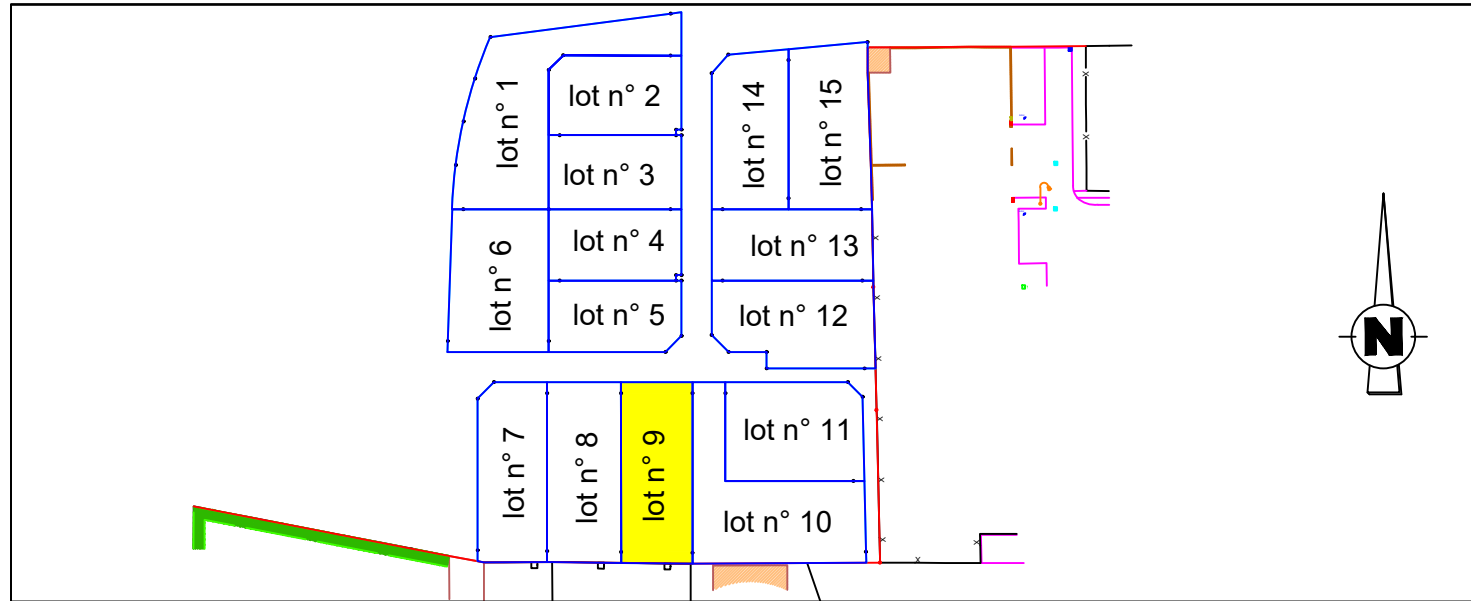 lot n° 1
lot n° 2
lot n° 3
lot n° 4
lot n° 5
lot n° 6
lot n° 14
lot n° 15
lot n° 13
lot n° 12
lot n° 7
lot n° 8
lot n° 9
lot n° 11
lot n° 10
N